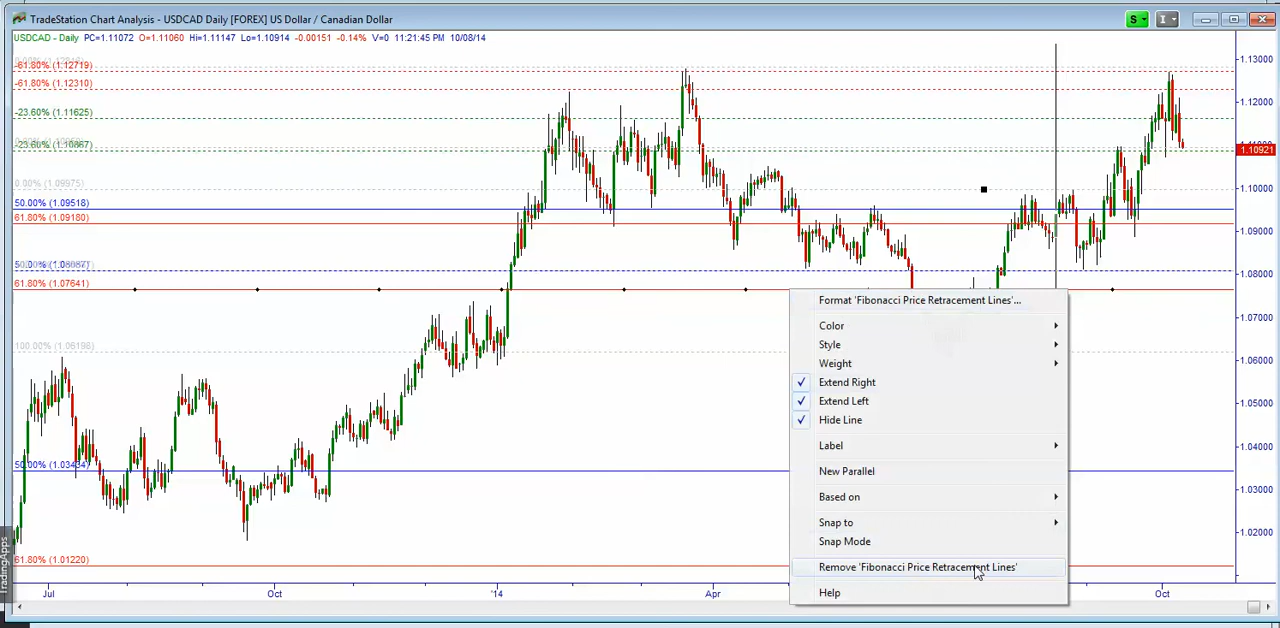 TradeStation Chart Analysis - USDCAD Daily [FOREX] US Dollar / Canadian Dollar
S
I
USDCAD - Daily PC=1.11072 O=1.11060 Hi=1.11147 Lo=1.10914 -0.00151 -0.14% V=0 11:21:45 PM 10/08/14
-61.80% (1.12719)
-61.80% (1.12310)
-23.60% (1.11625)
-23.60% (1.10867)
0.00% (1.09975)
50.00% (1.09518)
61.80% (1.09180)
61.80% (1.07641)
100.00% (1.06196)
50.00% (1.03434)
61.80% (1.01220)
1.13000
1.12000
1.10921
1.10000
1.09000
1.08000
1.07000
1.06000
1.05000
1.04000
1.03000
1.02000
Format 'Fibonacci Price Retracement Lines'...
Color
Style
Weight
Extend Right
Extend Left
Hide Line
Label
New Parallel
Based on
Snap to
Snap Mode
Remove 'Fibonacci Price Retracement Lines'
Help
TradingApps
Jul
Oct
'14
Apr
Oct